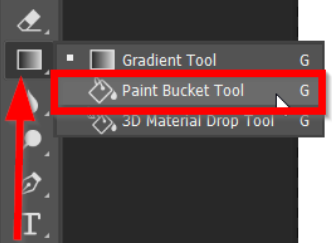 Gradient Tool G
Paint Bucket Tool G
3D Material Drop Tool G
T